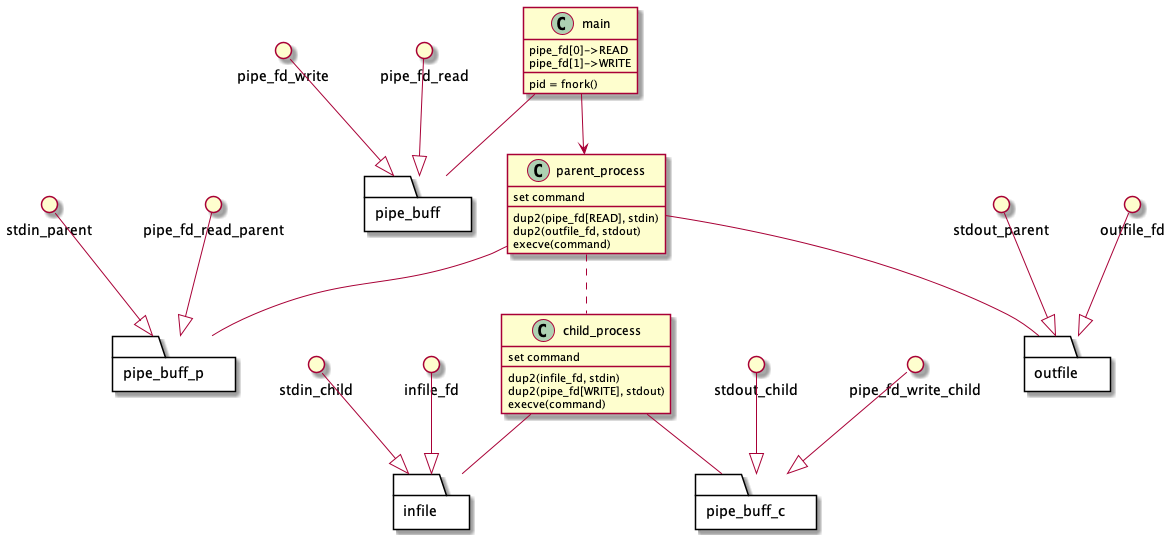 C main
pipe_fd[0]->READ
pipe_fd[1]->WRITE
pid = fnork()
pipe_fd_write
pipe_fd_read
C parent_process
set command
dup2(pipe_fd[READ], stdin)
dup2(outfile_fd, stdout)
execve(command)
pipe_buff
stdin_parent
pipe_fd_read_parent
stdout_parent
outfile_fd
C child_process
set command
dup2(infile_fd, stdin)
dup2(pipe_fd[WRITE], stdout)
execve(command)
pipe_buff_p
outfile
stdin_child
infile_fd
stdout_child
pipe_fd_write_child
infile
pipe_buff_c